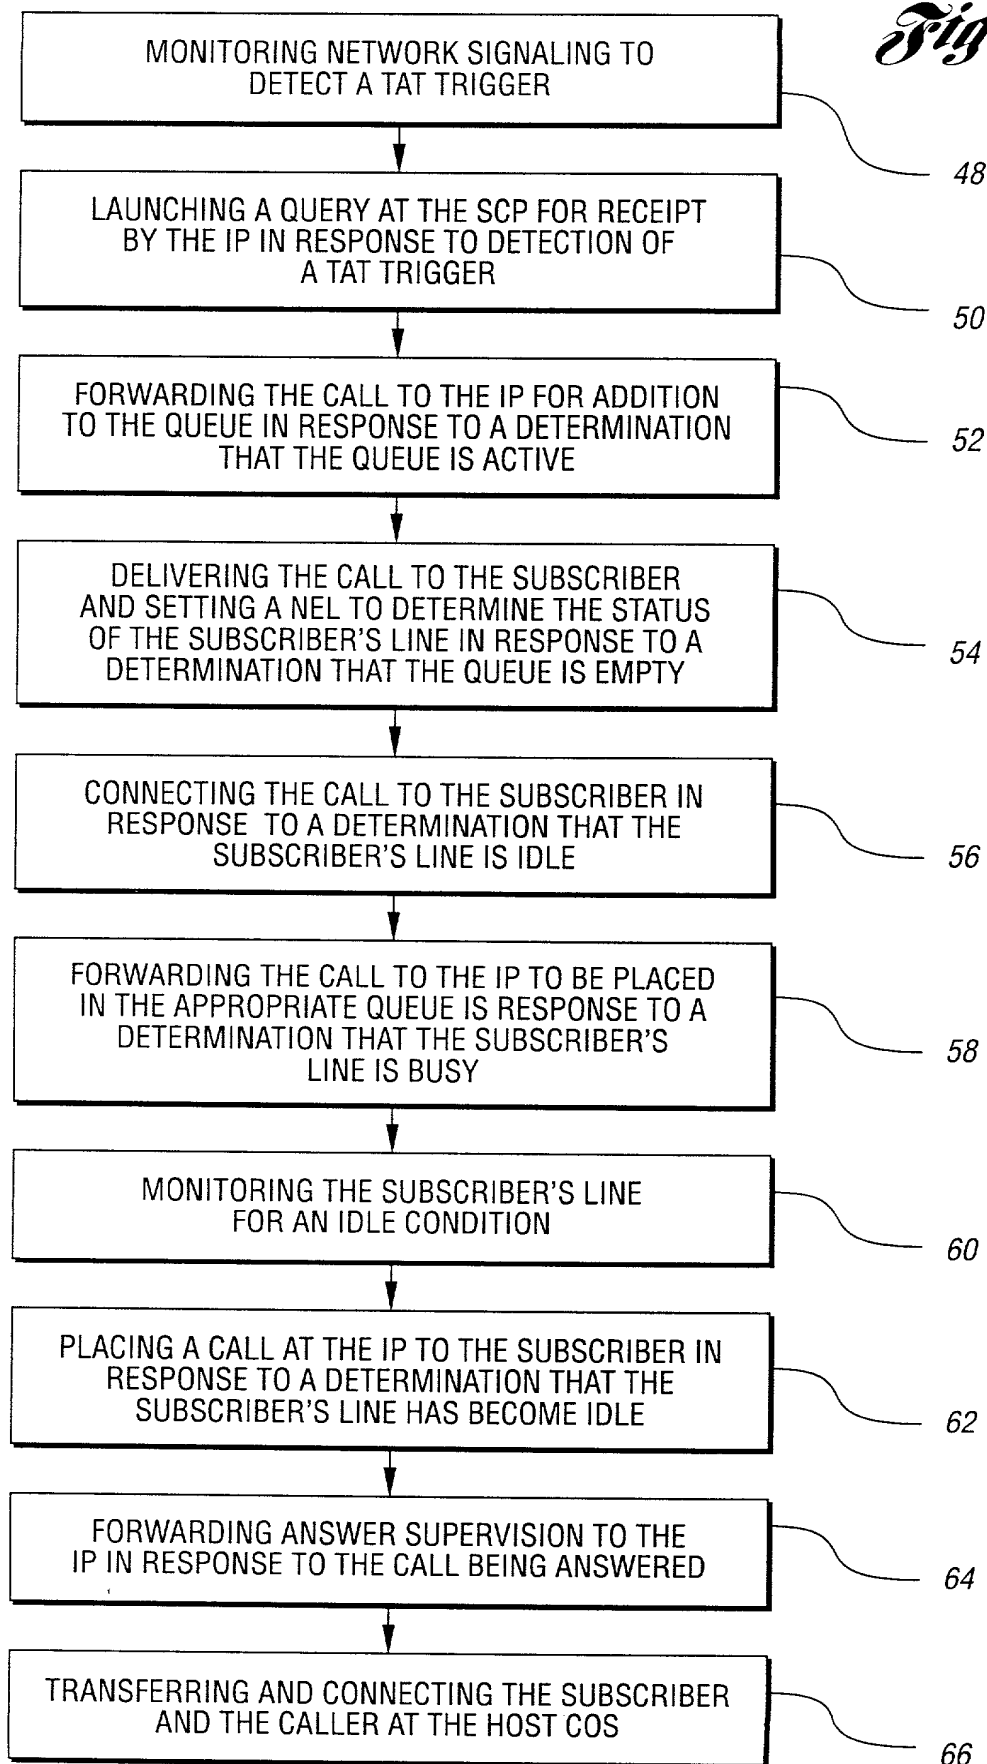 Fig
MONITORING NETWORK SIGNALING TO
DETECT A TAT TRIGGER
48
LAUNCHING A QUERY AT THE SCP FOR RECEIPT
BY THE IP IN RESPONSE TO DETECTION OF
A TAT TRIGGER
50
FORWARDING THE CALL TO THE IP FOR ADDITION
TO THE QUEUE IN RESPONSE TO A DETERMINATION
THAT THE QUEUE IS ACTIVE
52
DELIVERING THE CALL TO THE SUBSCRIBER
AND SETTING A NEL TO DETERMINE THE STATUS
OF THE SUBSCRIBER'S LINE IN RESPONSE TO A
DETERMINATION THAT THE QUEUE IS EMPTY
54
CONNECTING THE CALL TO THE SUBSCRIBER IN
RESPONSE TO A DETERMINATION THAT THE
SUBSCRIBER'S LINE IS IDLE
56
FORWARDING THE CALL TO THE IP TO BE PLACED
IN THE APPROPRIATE QUEUE IS RESPONSE TO A
DETERMINATION THAT THE SUBSCRIBER'S
LINE IS BUSY
58
MONITORING THE SUBSCRIBER'S LINE
FOR AN IDLE CONDITION
60
PLACING A CALL AT THE IP TO THE SUBSCRIBER IN
RESPONSE TO A DETERMINATION THAT THE
SUBSCRIBER'S LINE HAS BECOME IDLE
62
FORWARDING ANSWER SUPERVISION TO THE
IP IN RESPONSE TO THE CALL BEING ANSWERED
64
TRANSFERRING AND CONNECTING THE SUBSCRIBER
AND THE CALLER AT THE HOST COS
66